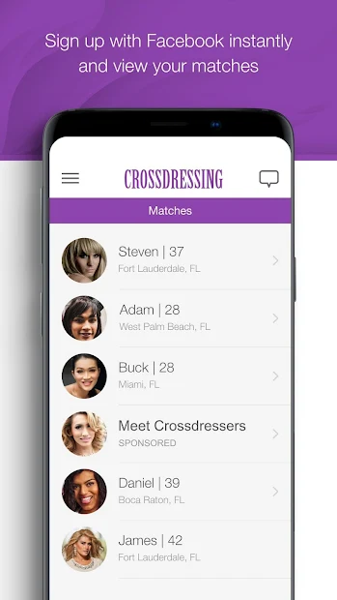 Sign up with Facebook instantly
and view your matches
CROSSDRESSING
Matches
Steven | 37
Fort Lauderdale, FL
Adam | 28
West Palm Beach, FL
Buck | 28
Miami, FL
Meet Crossdressers
SPONSORED
Daniel | 39
Boca Raton, FL
James | 42
Fort Lauderdale, FL